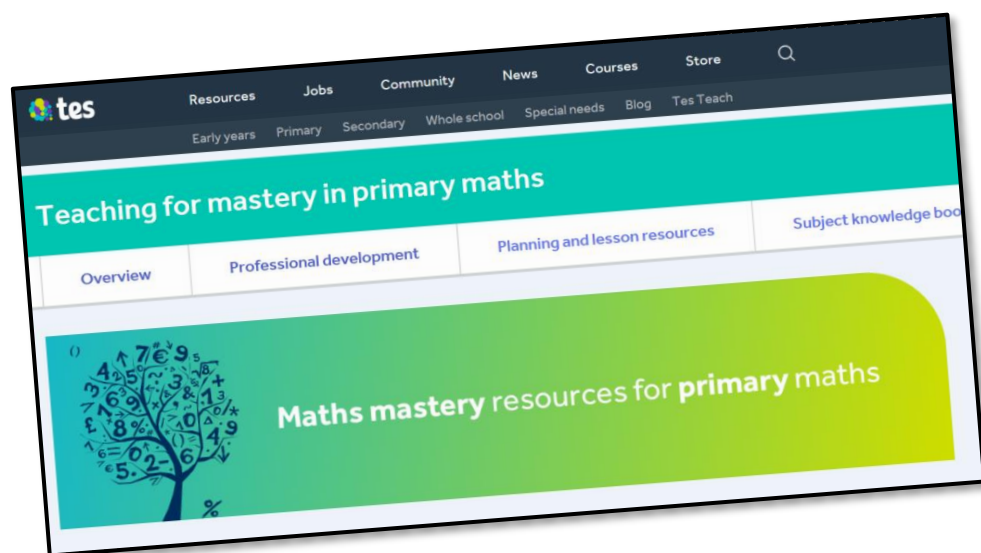 tes
Resources Jobs Community News Courses Store
Early years Primary Secondary Whole school Special needs Blog Tes Teach
Teaching for mastery in primary maths
Overview Professional development Planning and lesson resources Subject knowledge boo
Maths mastery resources for primary maths